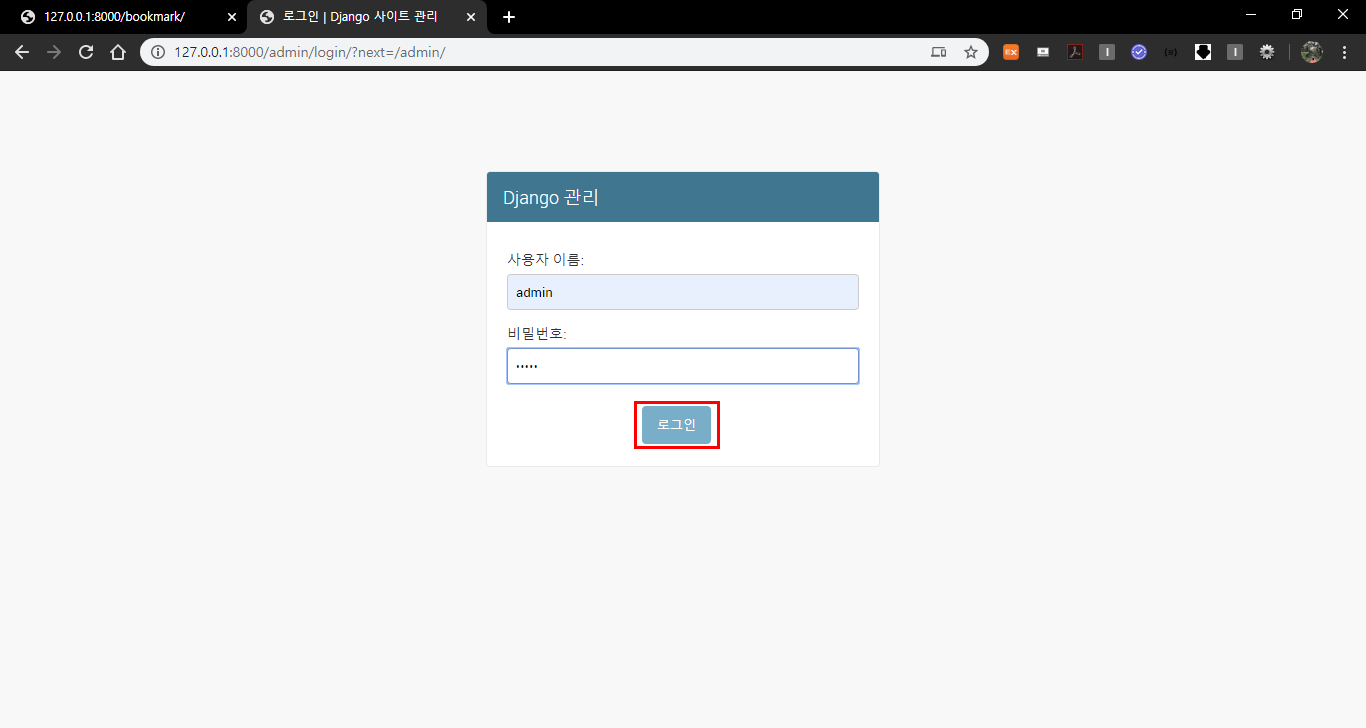 127.0.0.1:8000/bookmark/
로그인 | Django 사이트 관리
127.0.0.1:8000/admin/login/?next=/admin/
Django 관리
사용자 이름:
admin
비밀번호:
•••••
로그인